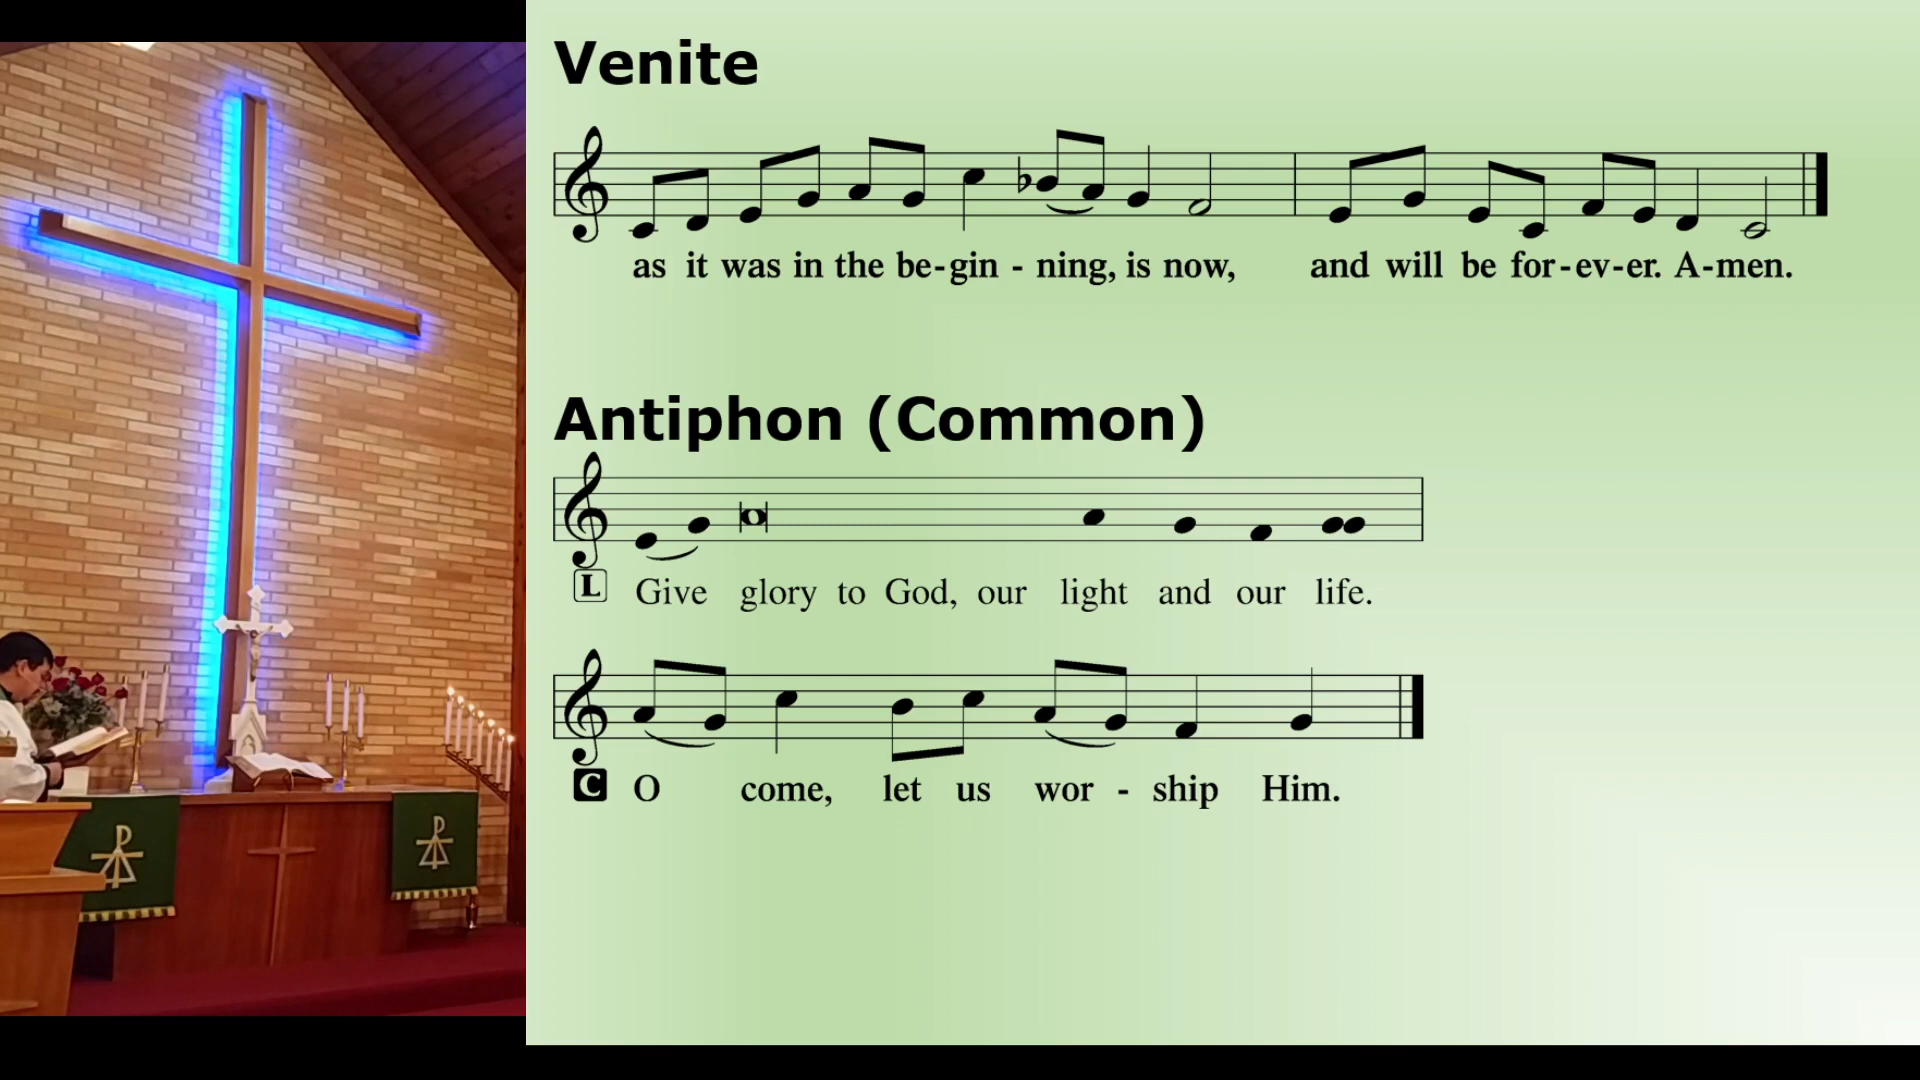 Venite
as it was in the be-gin - ning, is now, and will be for-ev-er. A-men.
Antiphon (Common)
L Give glory to God, our light and our life.
C O come, let us wor - ship Him.